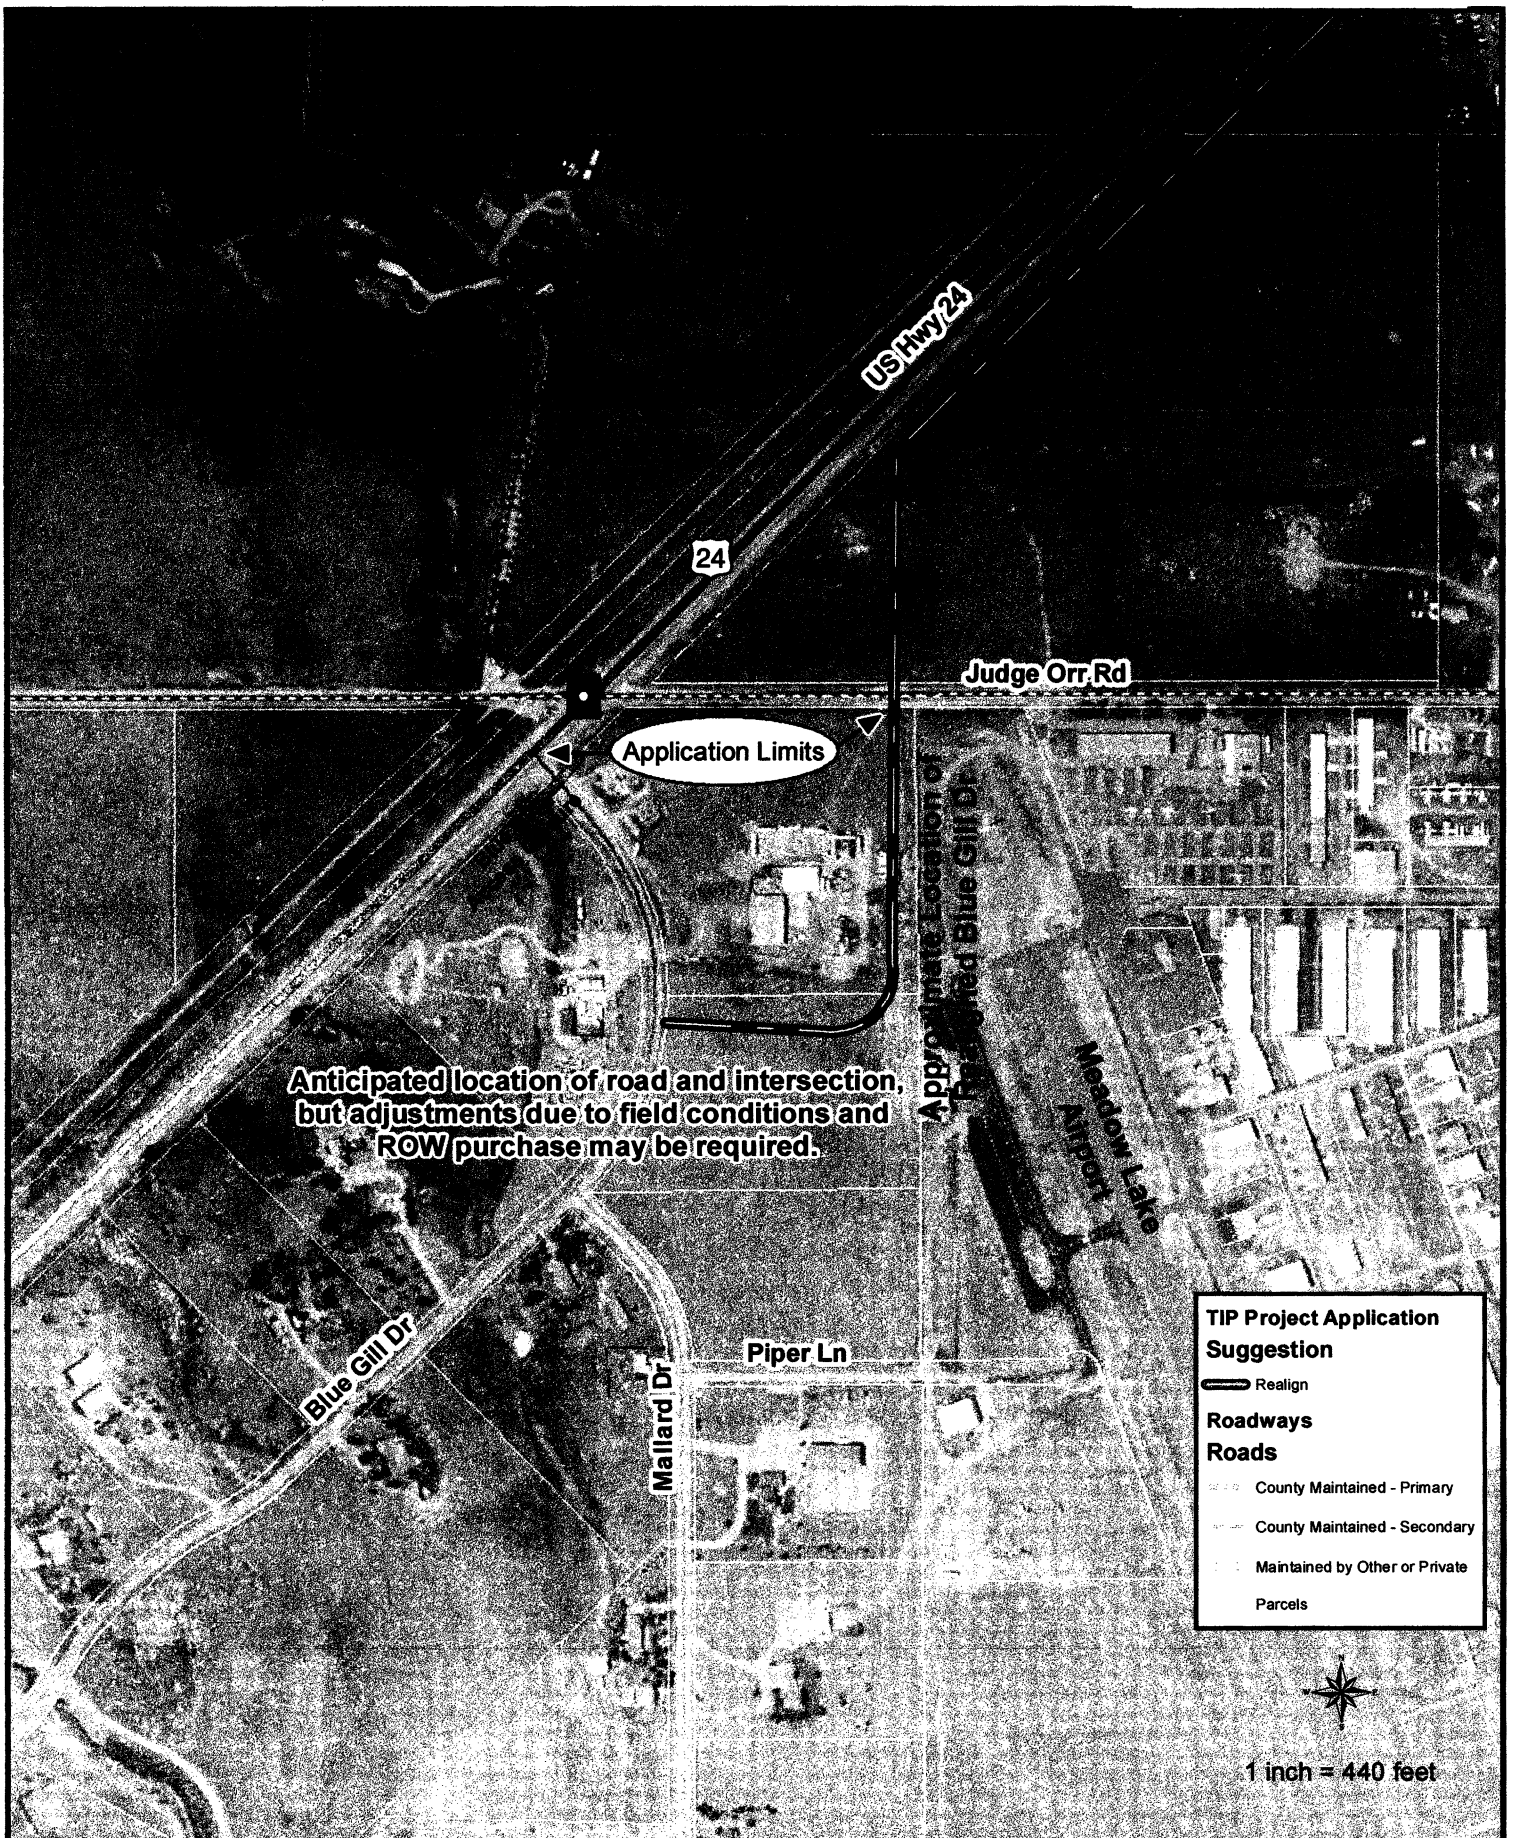 US Hwy 24
24
Judge Orr Rd
Application Limits
Approximate Location of
Realigned Blue Gill Dr
Anticipated location of road and intersection,
but adjustments due to field conditions and
ROW purchase may be required.
Meadow Lake
Airport
Blue Gill Dr
Mallard Dr
Piper Ln
TIP Project Application
Suggestion
Realign
Roadways
Roads
County Maintained - Primary
County Maintained - Secondary
Maintained by Other or Private
Parcels
N
W E
S
1 inch = 440 feet